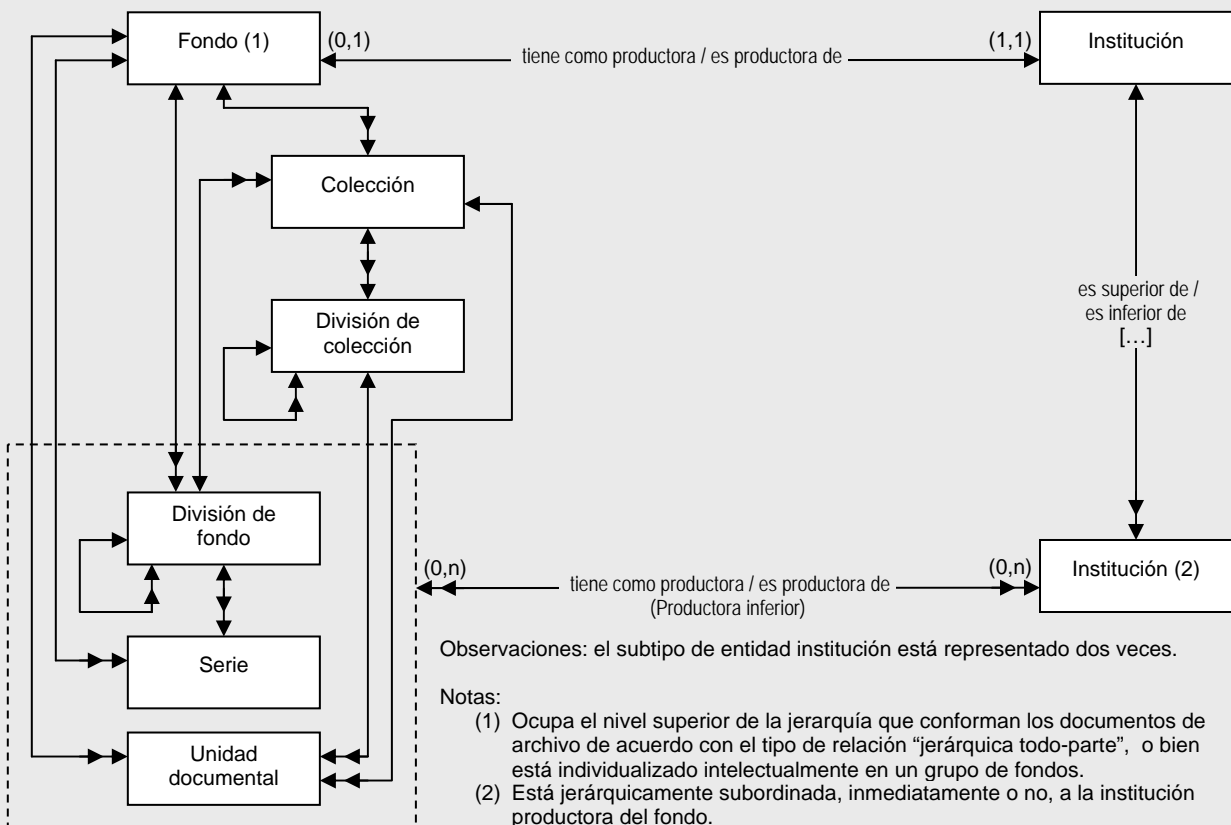 Fondo (1)
(0,1)
tiene como productora / es productora de
(1,1)
Institución
Colección
División de
colección
es superior de /
es inferior de
[…]
División de
fondo
(0,n)
tiene como productora / es productora de
(Productora inferior)
(0,n)
Institución (2)
Serie
Unidad
documental
Observaciones: el subtipo de entidad institución está representado dos veces.
Notas:
(1) Ocupa el nivel superior de la jerarquía que conforman los documentos de
archivo de acuerdo con el tipo de relación “jerárquica todo-parte”, o bien
está individualizado intelectualmente en un grupo de fondos.
(2) Está jerárquicamente subordinada, inmediatamente o no, a la institución
productora del fondo.